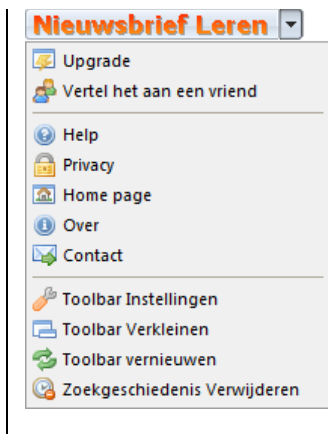 Nieuwsbrief Leren
Upgrade
Vertel het aan een vriend
Help
Privacy
Home page
Over
Contact
Toolbar Instellingen
Toolbar Verkleinen
Toolbar vernieuwen
Zoekgeschiedenis Verwijderen